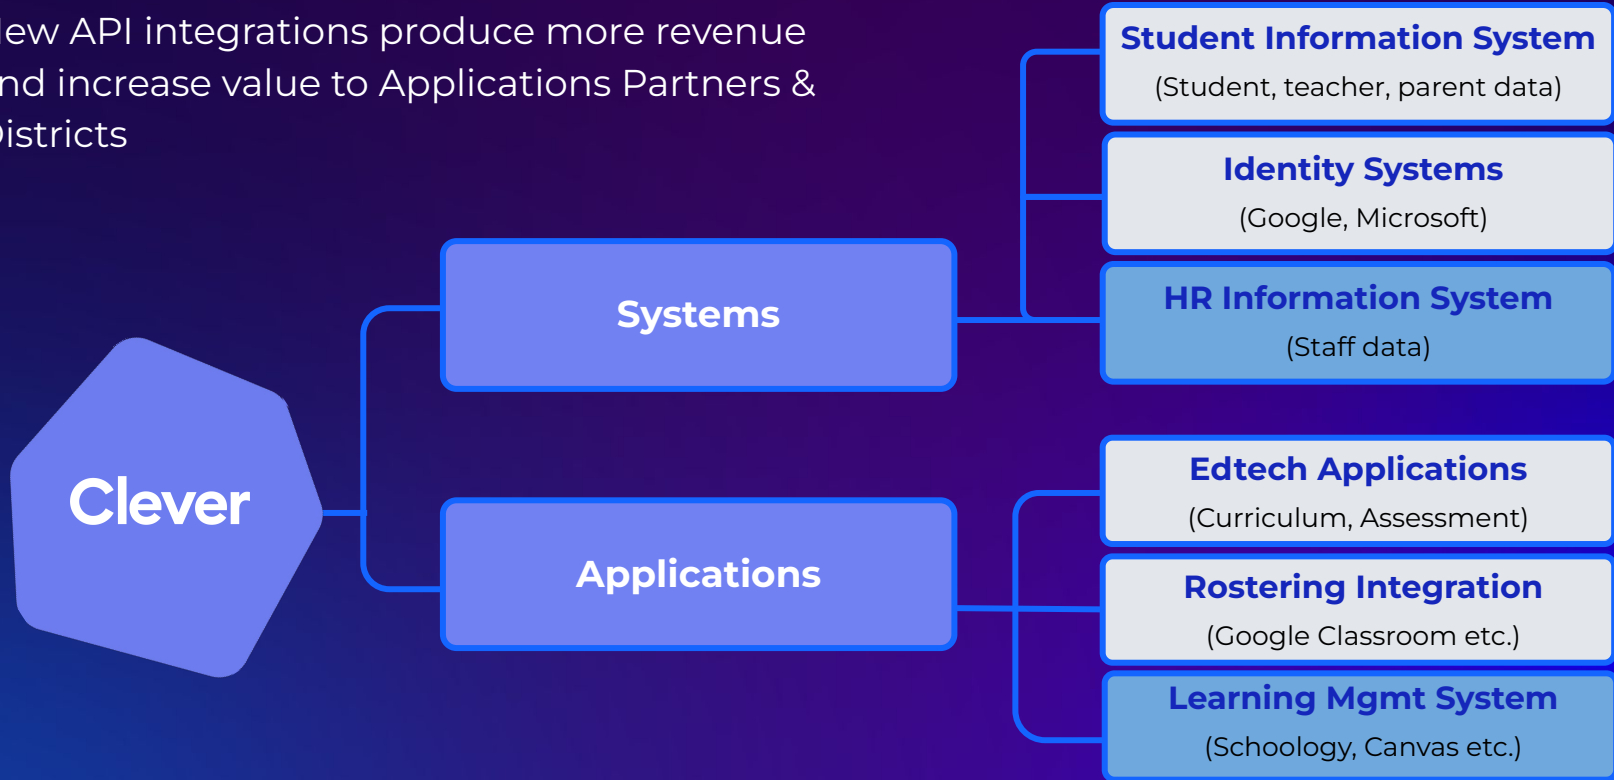 ew API integrations produce more revenue
nd increase value to Applications Partners &
istricts
Student Information System
(Student, teacher, parent data)
Identity Systems
(Google, Microsoft)
HR Information System
(Staff data)
Systems
Clever
Applications
Edtech Applications
(Curriculum, Assessment)
Rostering Integration
(Google Classroom etc.)
Learning Mgmt System
(Schoology, Canvas etc.)